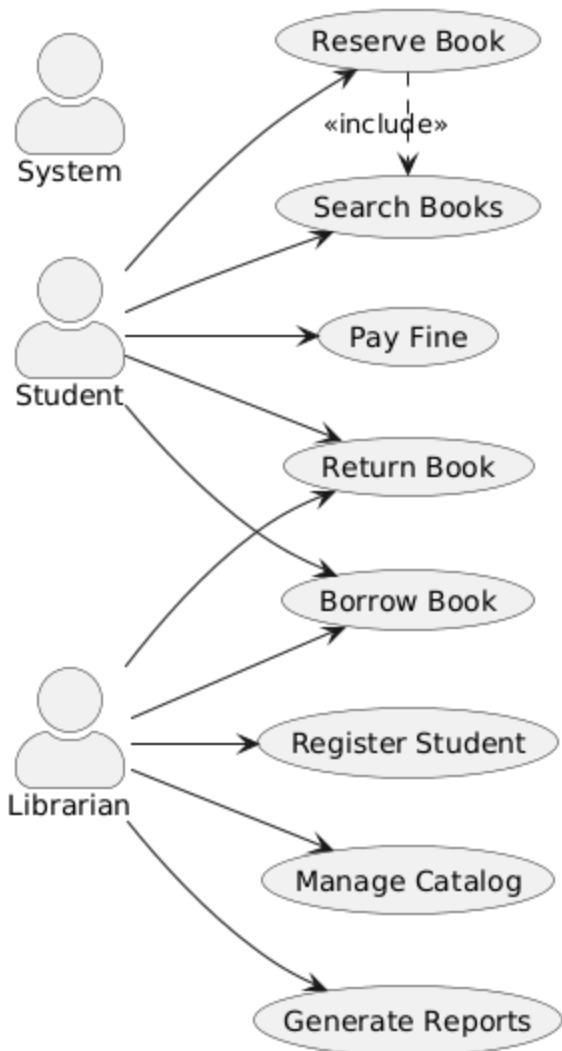 Reserve Book
«include»
System
Search Books
Pay Fine
Student
Return Book
Borrow Book
Register Student
Librarian
Manage Catalog
Generate Reports